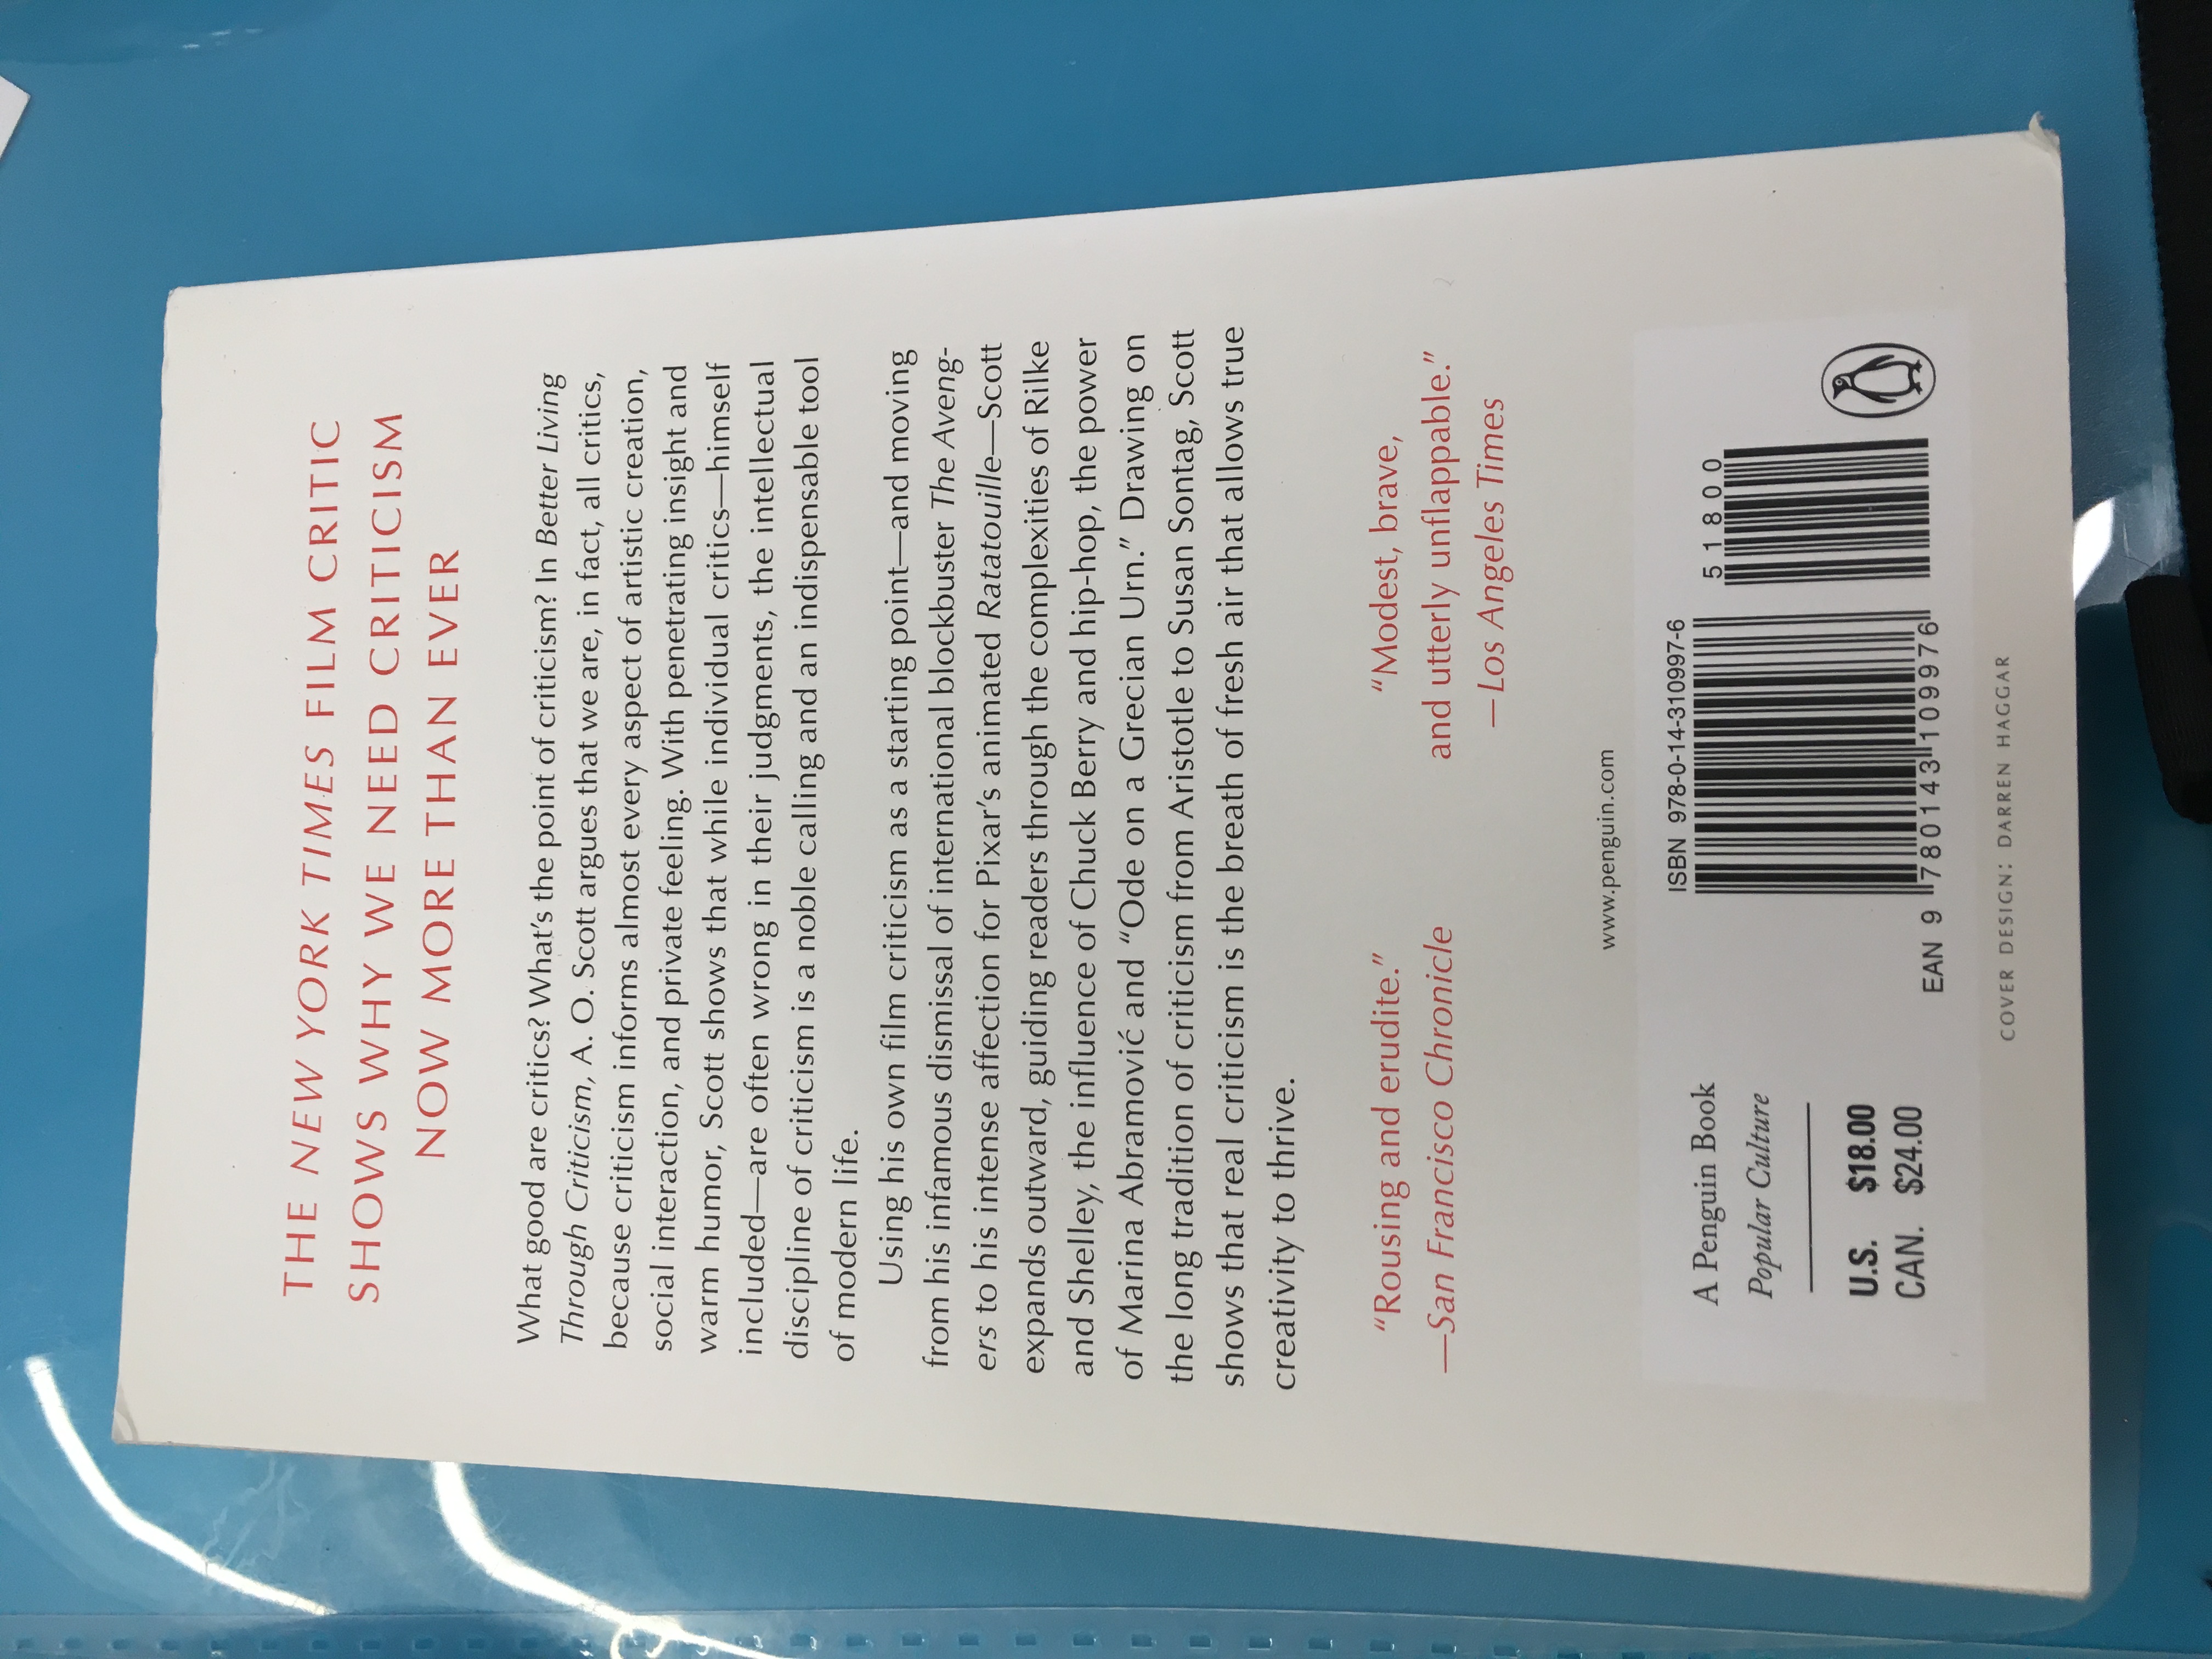 THE NEW YORK TIMES FILM CRITIC
SHOWS WHY WE NEED CRITICISM
NOW MORE THAN EVER
What good are critics? What's the point of criticism? In Better Living
Through Criticism, A. O. Scott argues that we are, in fact, all critics,
because criticism informs almost every aspect of artistic creation,
social interaction, and private feeling. With penetrating insight and
warm humor, Scott shows that while individual critics—himself
included—are often wrong in their judgments, the intellectual
discipline of criticism is a noble calling and an indispensable tool
of modern life.
Using his own film criticism as a starting point—and moving
from his infamous dismissal of international blockbuster The Aveng-
ers to his intense affection for Pixar's animated Ratatouille—Scott
expands outward, guiding readers through the complexities of Rilke
and Shelley, the influence of Chuck Berry and hip-hop, the power
of Marina Abramović and “Ode on a Grecian Urn.” Drawing on
the long tradition of criticism from Aristotle to Susan Sontag, Scott
shows that real criticism is the breath of fresh air that allows true
creativity to thrive.
“Rousing and erudite.”
—San Francisco Chronicle
“Modest, brave,
and utterly unflappable.”
—Los Angeles Times
www.penguin.com
A Penguin Book
Popular Culture
U.S. $18.00
CAN. $24.00
ISBN 978-0-14-310997-6
51800
EAN 9 780143 109976
COVER DESIGN: DARREN HAGGAR